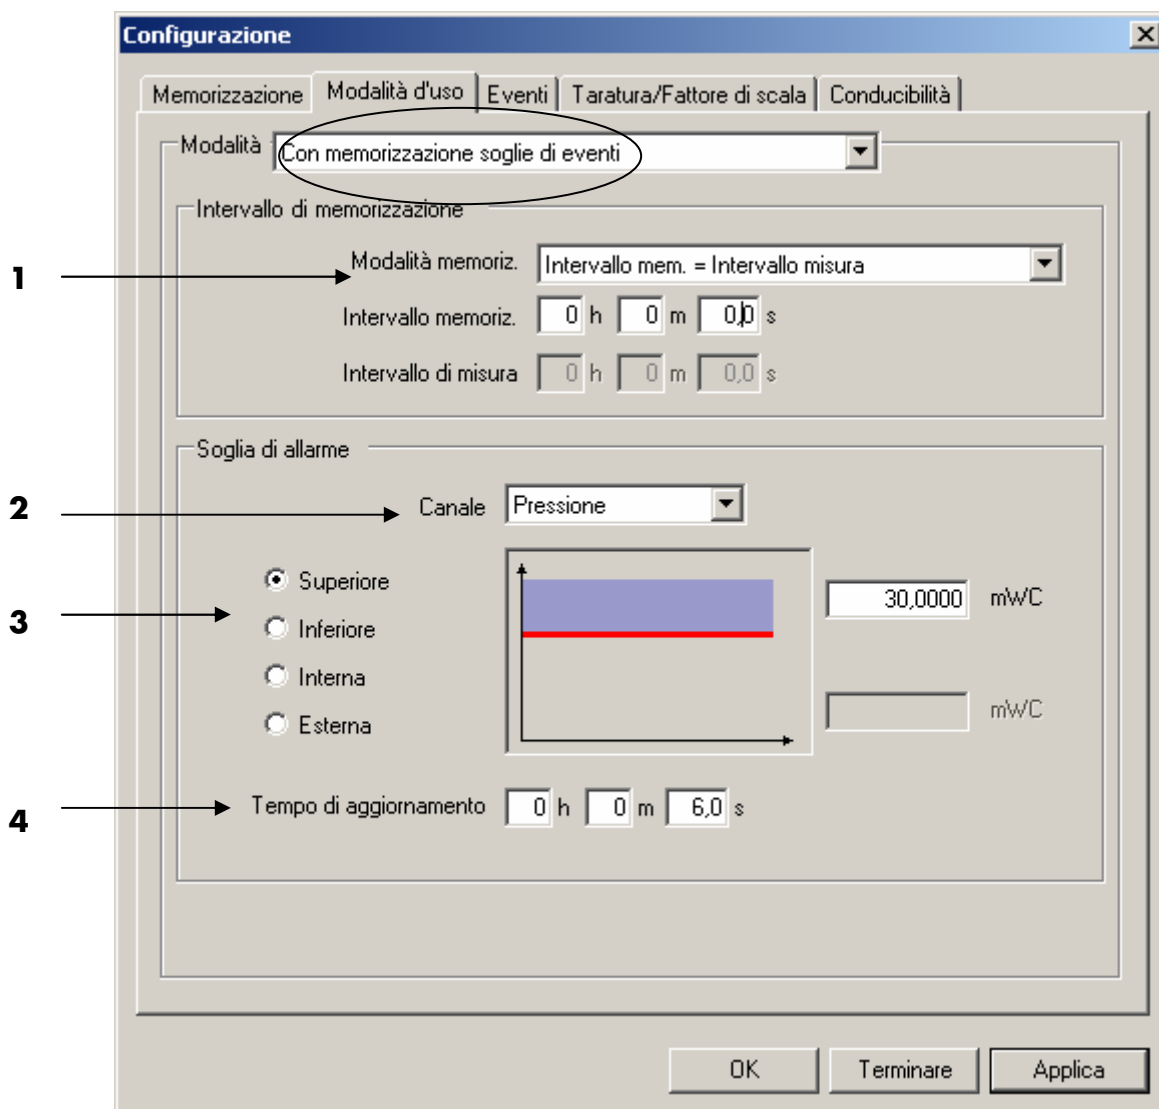 Configurazione
Memorizzazione Modalità d'uso Eventi Taratura/Fattore di scala Conducibilità
Modalità Con memorizzazione soglie di eventi
Intervallo di memorizzazione
1 Modalità memoriz. Intervallo mem. = Intervallo misura
Intervallo memoriz. 0 h 0 m 0,0 s
Intervallo di misura 0 h 0 m 0,0 s
Soglia di allarme
2 Canale Pressione
Superiore 30,0000 mWC
3 Inferiore
Interna
Esterna mWC
4 Tempo di aggiornamento 0 h 0 m 6,0 s
OK Terminare Applica